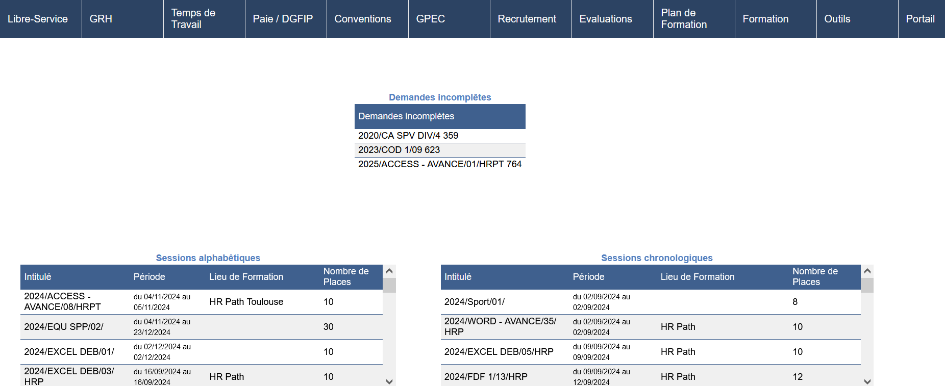 Libre-Service GRH Temps de Travail Paie / DGFIP Conventions GPEC Recrutement Evaluations Plan de Formation Formation Outils Portail
Demandes incomplêtes
Demandes Incomplêtes
2020/CA SPV DIV/4 359
2023/COD 1/09 623
2025/ACCESS - AVANCE/01/HRPT 764
Sessions alphabétiques
Intitulé Période Lieu de Formation Nombre de Places
2024/ACCESS - AVANCE/08/HRPT du 04/11/2024 au 05/11/2024 HR Path Toulouse 10
2024/EQU SPP/02/ du 04/11/2024 au 23/12/2024 30
2024/EXCEL DEB/01/ du 02/12/2024 au 02/12/2024 10
2024/EXCEL DEB/03/HRP du 16/09/2024 au 16/09/2024 HR Path 10
Sessions chronologiques
Intitulé Période Lieu de Formation Nombre de Places
2024/Sport/01/ du 02/09/2024 au 02/09/2024 8
2024/WORD - AVANCE/35/HRP du 02/09/2024 au 02/09/2024 HR Path 10
2024/EXCEL DEB/05/HRP du 09/09/2024 au 09/09/2024 HR Path 10
2024/FDF 1/13/HRP du 09/09/2024 au 12/09/2024 HR Path 12